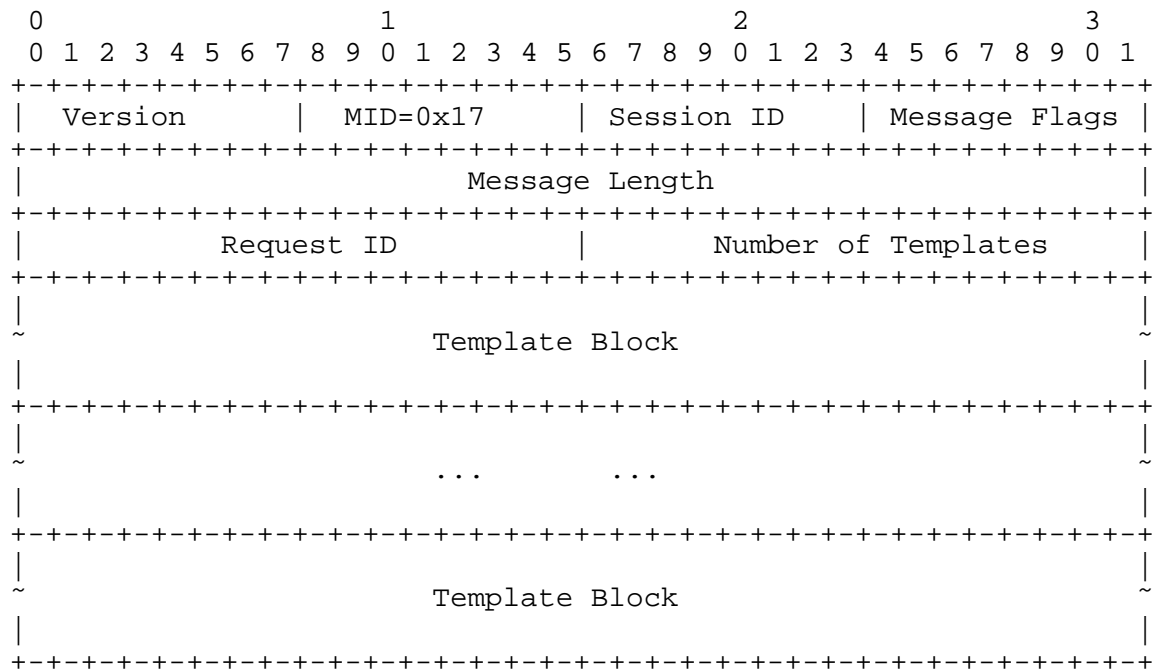 0                   1                   2                   3
 0 1 2 3 4 5 6 7 8 9 0 1 2 3 4 5 6 7 8 9 0 1 2 3 4 5 6 7 8 9 0 1
+-+-+-+-+-+-+-+-+-+-+-+-+-+-+-+-+-+-+-+-+-+-+-+-+-+-+-+-+-+-+-+-+
|  Version      |  MID=0x17     | Session ID    | Message Flags |
+-+-+-+-+-+-+-+-+-+-+-+-+-+-+-+-+-+-+-+-+-+-+-+-+-+-+-+-+-+-+-+-+
|                         Message Length                        |
+-+-+-+-+-+-+-+-+-+-+-+-+-+-+-+-+-+-+-+-+-+-+-+-+-+-+-+-+-+-+-+-+
|           Request ID          |       Number of Templates     |
+-+-+-+-+-+-+-+-+-+-+-+-+-+-+-+-+-+-+-+-+-+-+-+-+-+-+-+-+-+-+-+-+
|                                                               |
~                       Template Block                          ~
|                                                               |
+-+-+-+-+-+-+-+-+-+-+-+-+-+-+-+-+-+-+-+-+-+-+-+-+-+-+-+-+-+-+-+-+
|                                                               |
~                       ...       ...                           ~
|                                                               |
+-+-+-+-+-+-+-+-+-+-+-+-+-+-+-+-+-+-+-+-+-+-+-+-+-+-+-+-+-+-+-+-+
|                                                               |
~                       Template Block                          ~
|                                                               |
+-+-+-+-+-+-+-+-+-+-+-+-+-+-+-+-+-+-+-+-+-+-+-+-+-+-+-+-+-+-+-+-+